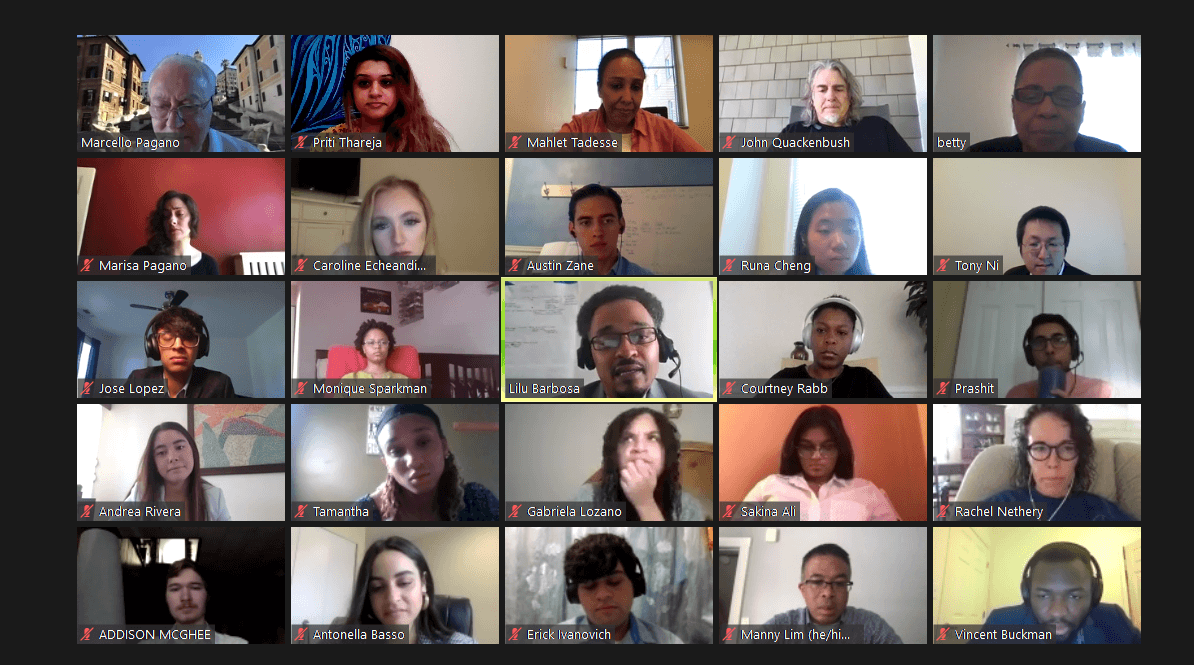 Marcello Pagano
Priti Thareja
Mahlet Tadesse
John Quackenbush
betty
Marisa Pagano
Caroline Echeandi...
Austin Zane
Runa Cheng
Tony Ni
Jose Lopez
Monique Sparkman
Lilu Barbosa
Courtney Rabb
Prashit
Andrea Rivera
Tamantha
Gabriela Lozano
Sakina Ali
Rachel Nethery
ADDISON MCGHEE
Antonella Basso
Erick Ivanovich
Manny Lim (he/hi...
Vincent Buckman